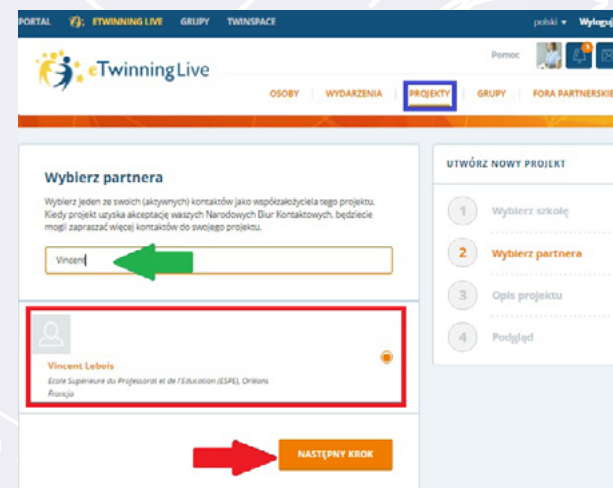 PORTAL ETWINNING LIVE GRUPY TWINSPACE polski Wyloguj
eTwinning Live
Pomoc
OSOBY WYDARZENIA PROJEKTY GRUPY FORA PARTNERSKIE
Wybierz partnera
Wybierz jeden ze swoich (aktywnych) kontaktów jako współzałożyciela tego projektu.
Kiedy projekt uzyska akceptację waszych Narodowych Biur Kontaktowych, będziecie
mogli zapraszać więcej kontaktów do swojego projektu.
Vincent
Vincent Lebois
Ecole Supérieure du Professorat et de l'Education (ESPE), Orléans
Francja
NASTĘPNY KROK
UTWÓRZ NOWY PROJEKT
1 Wybierz szkołę
2 Wybierz partnera
3 Opis projektu
4 Podgląd